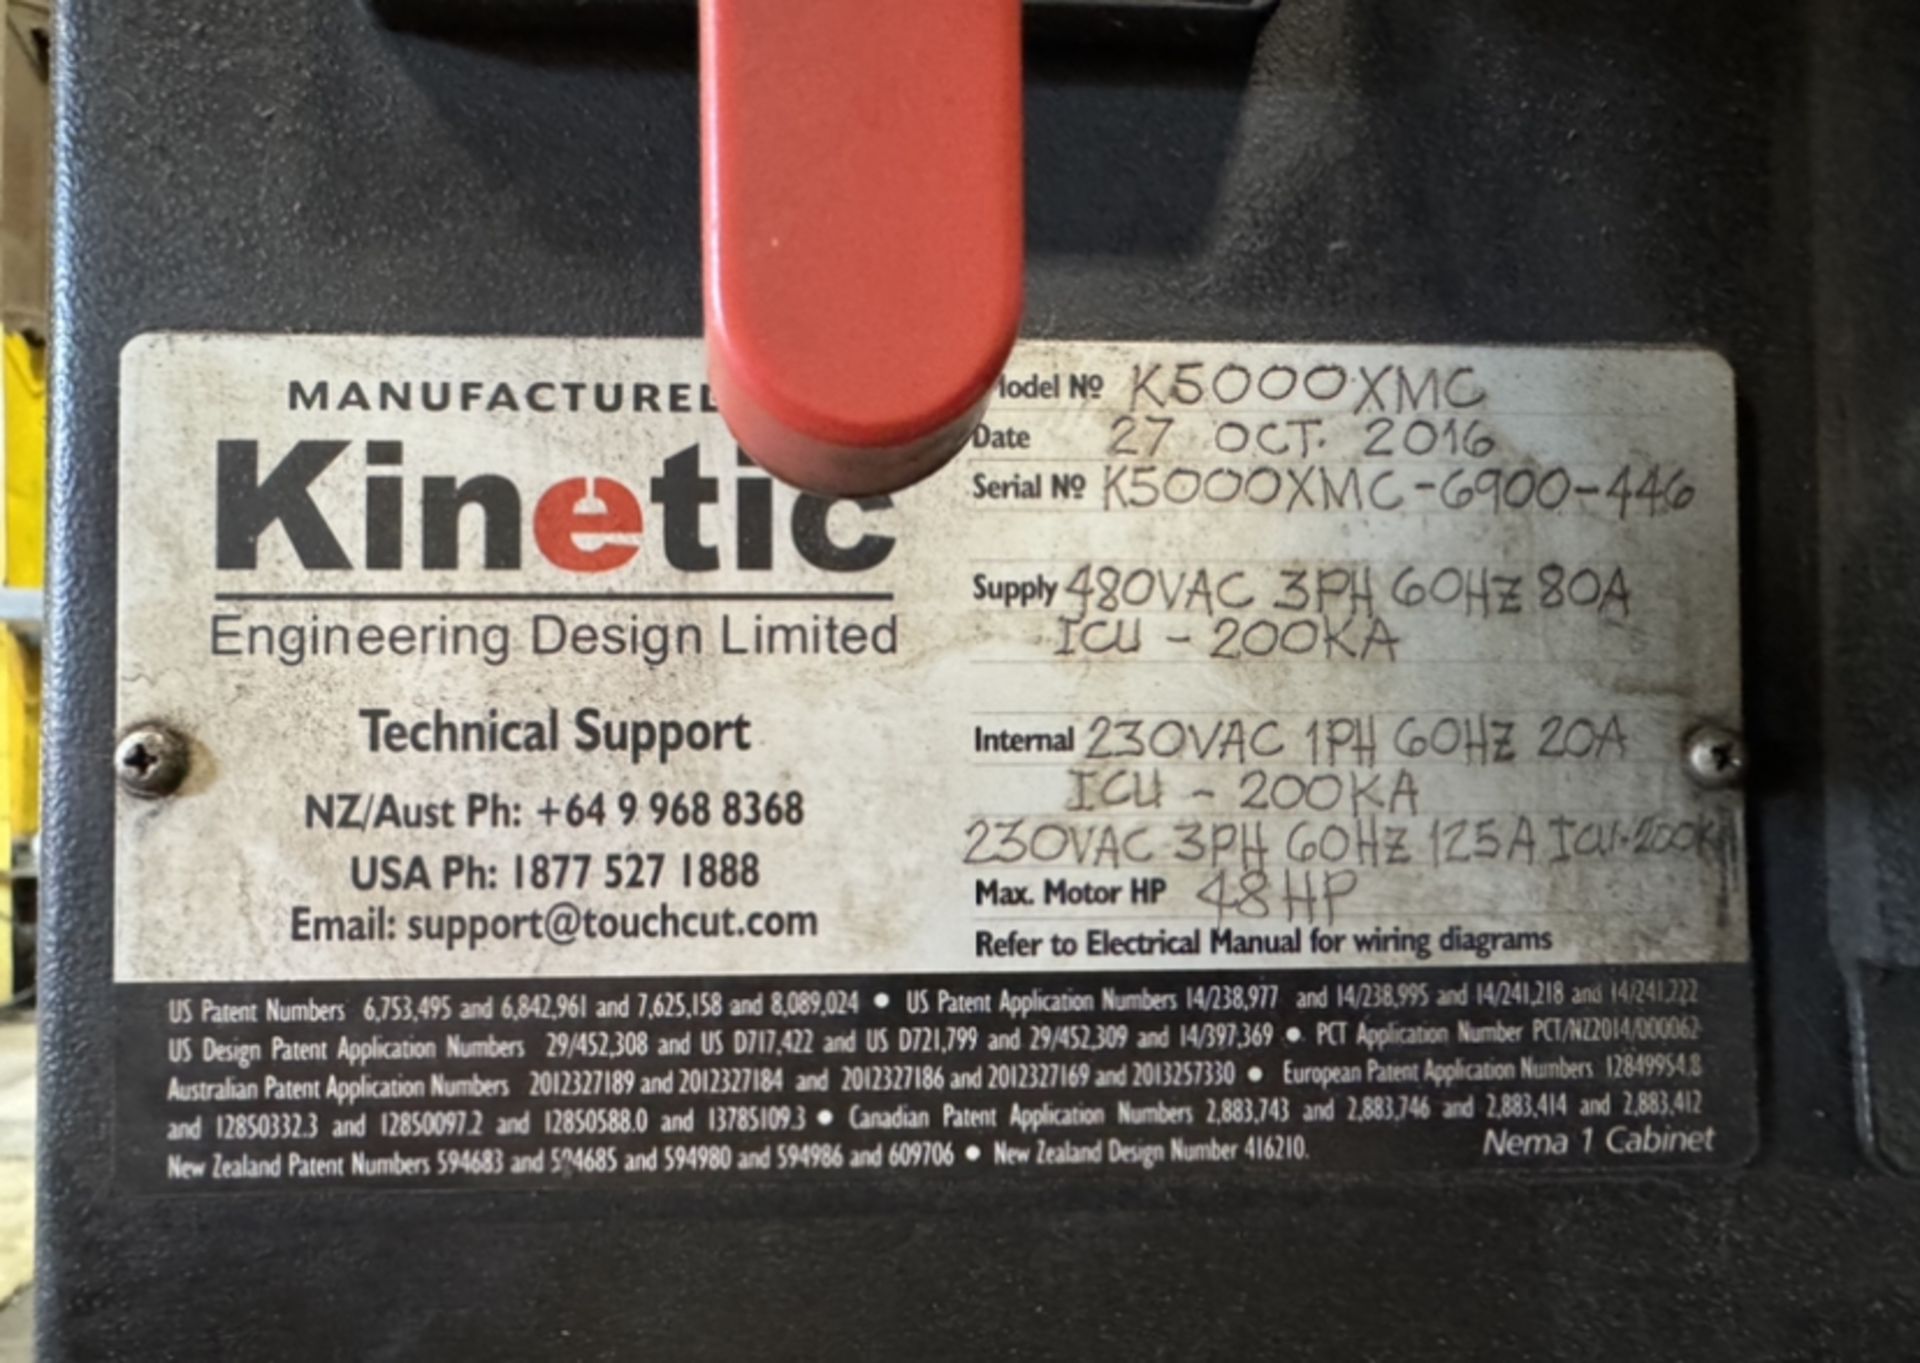 MANUFACTURED
Kinetic
Engineering Design Limited
Technical Support
NZ/Aust Ph: +64 9 968 8368
USA Ph: 1877 527 1888
Email: support@touchcut.com
Model Nº K5000XMC
Date 27 OCT. 2016
Serial Nº K5000XMC-6900-446
Supply 480VAC 3PH 60HZ 80A
ICU - 200KA
Internal 230VAC 1PH 60HZ 20A
ICU - 200KA
230VAC 3PH 60HZ 125A ICU-200KA
Max. Motor HP 48HP
Refer to Electrical Manual for wiring diagrams
US Patent Numbers 6,753,495 and 6,842,961 and 7,625,158 and 8,089,024 • US Patent Application Numbers 14/238,977 and 14/238,995 and 14/241,218 and 14/241,222
US Design Patent Application Numbers 29/452,308 and US D717,422 and US D721,799 and 29/452,309 and 14/397,369 • PCT Application Number PCT/NZ2014/000062
Australian Patent Application Numbers 2012327189 and 2012327184 and 2012327186 and 2012327169 and 2013257330 • European Patent Application Numbers 12849954.8
and 12850332.3 and 12850097.2 and 12850588.0 and 13785109.3 • Canadian Patent Application Numbers 2,883,743 and 2,883,746 and 2,883,414 and 2,883,412
New Zealand Patent Numbers 594683 and 594685 and 594980 and 594986 and 609706 • New Zealand Design Number 416210.
Nema 1 Cabinet